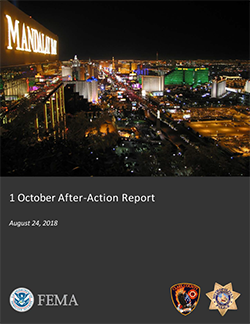 MANDALAY
1 October After-Action Report
August 24, 2018
FEMA